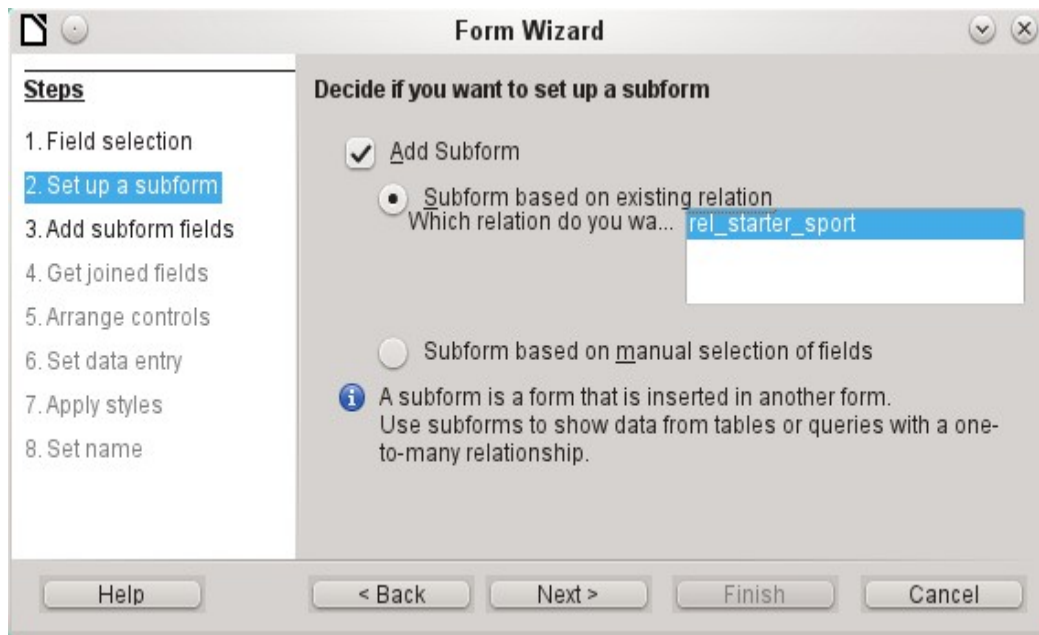 Form Wizard
Steps
1. Field selection
2. Set up a subform
3. Add subform fields
4. Get joined fields
5. Arrange controls
6. Set data entry
7. Apply styles
8. Set name
Decide if you want to set up a subform
Add Subform
Subform based on existing relation
Which relation do you wa...
rel_starter_sport
Subform based on manual selection of fields
A subform is a form that is inserted in another form.
Use subforms to show data from tables or queries with a one-
to-many relationship.
Help
< Back
Next >
Finish
Cancel